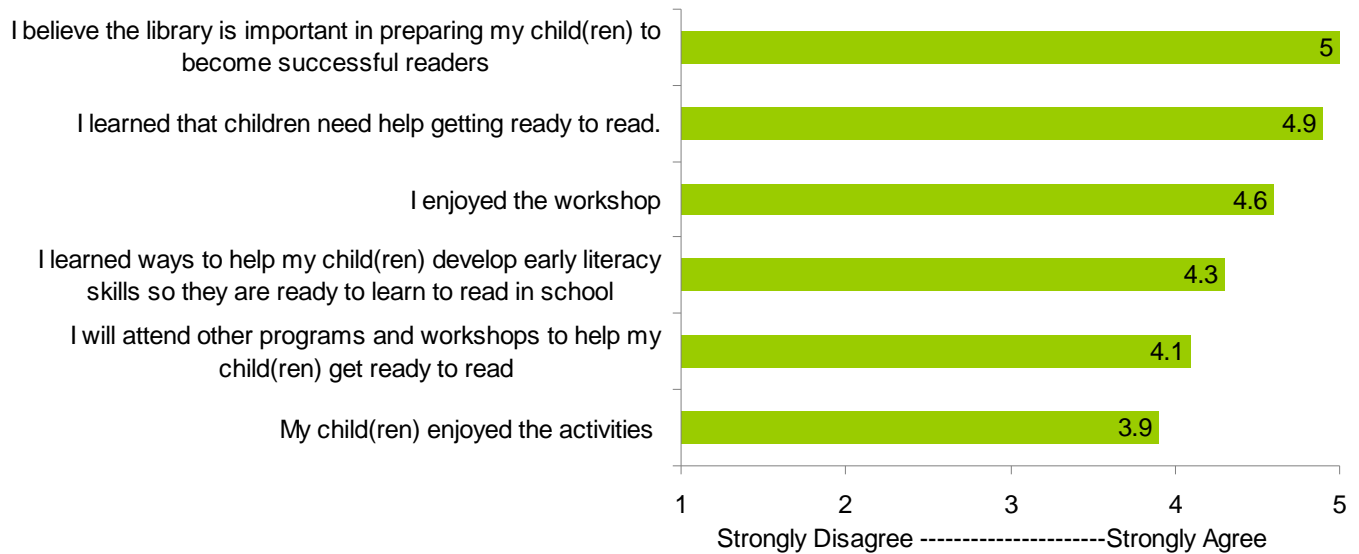 I believe the library is important in preparing my child(ren) to
become successful readers
5
I learned that children need help getting ready to read.
4.9
I enjoyed the workshop
4.6
I learned ways to help my child(ren) develop early literacy
skills so they are ready to learn to read in school
4.3
I will attend other programs and workshops to help my
child(ren) get ready to read
4.1
My child(ren) enjoyed the activities
3.9
1 2 3 4 5
Strongly Disagree ----------------------Strongly Agree